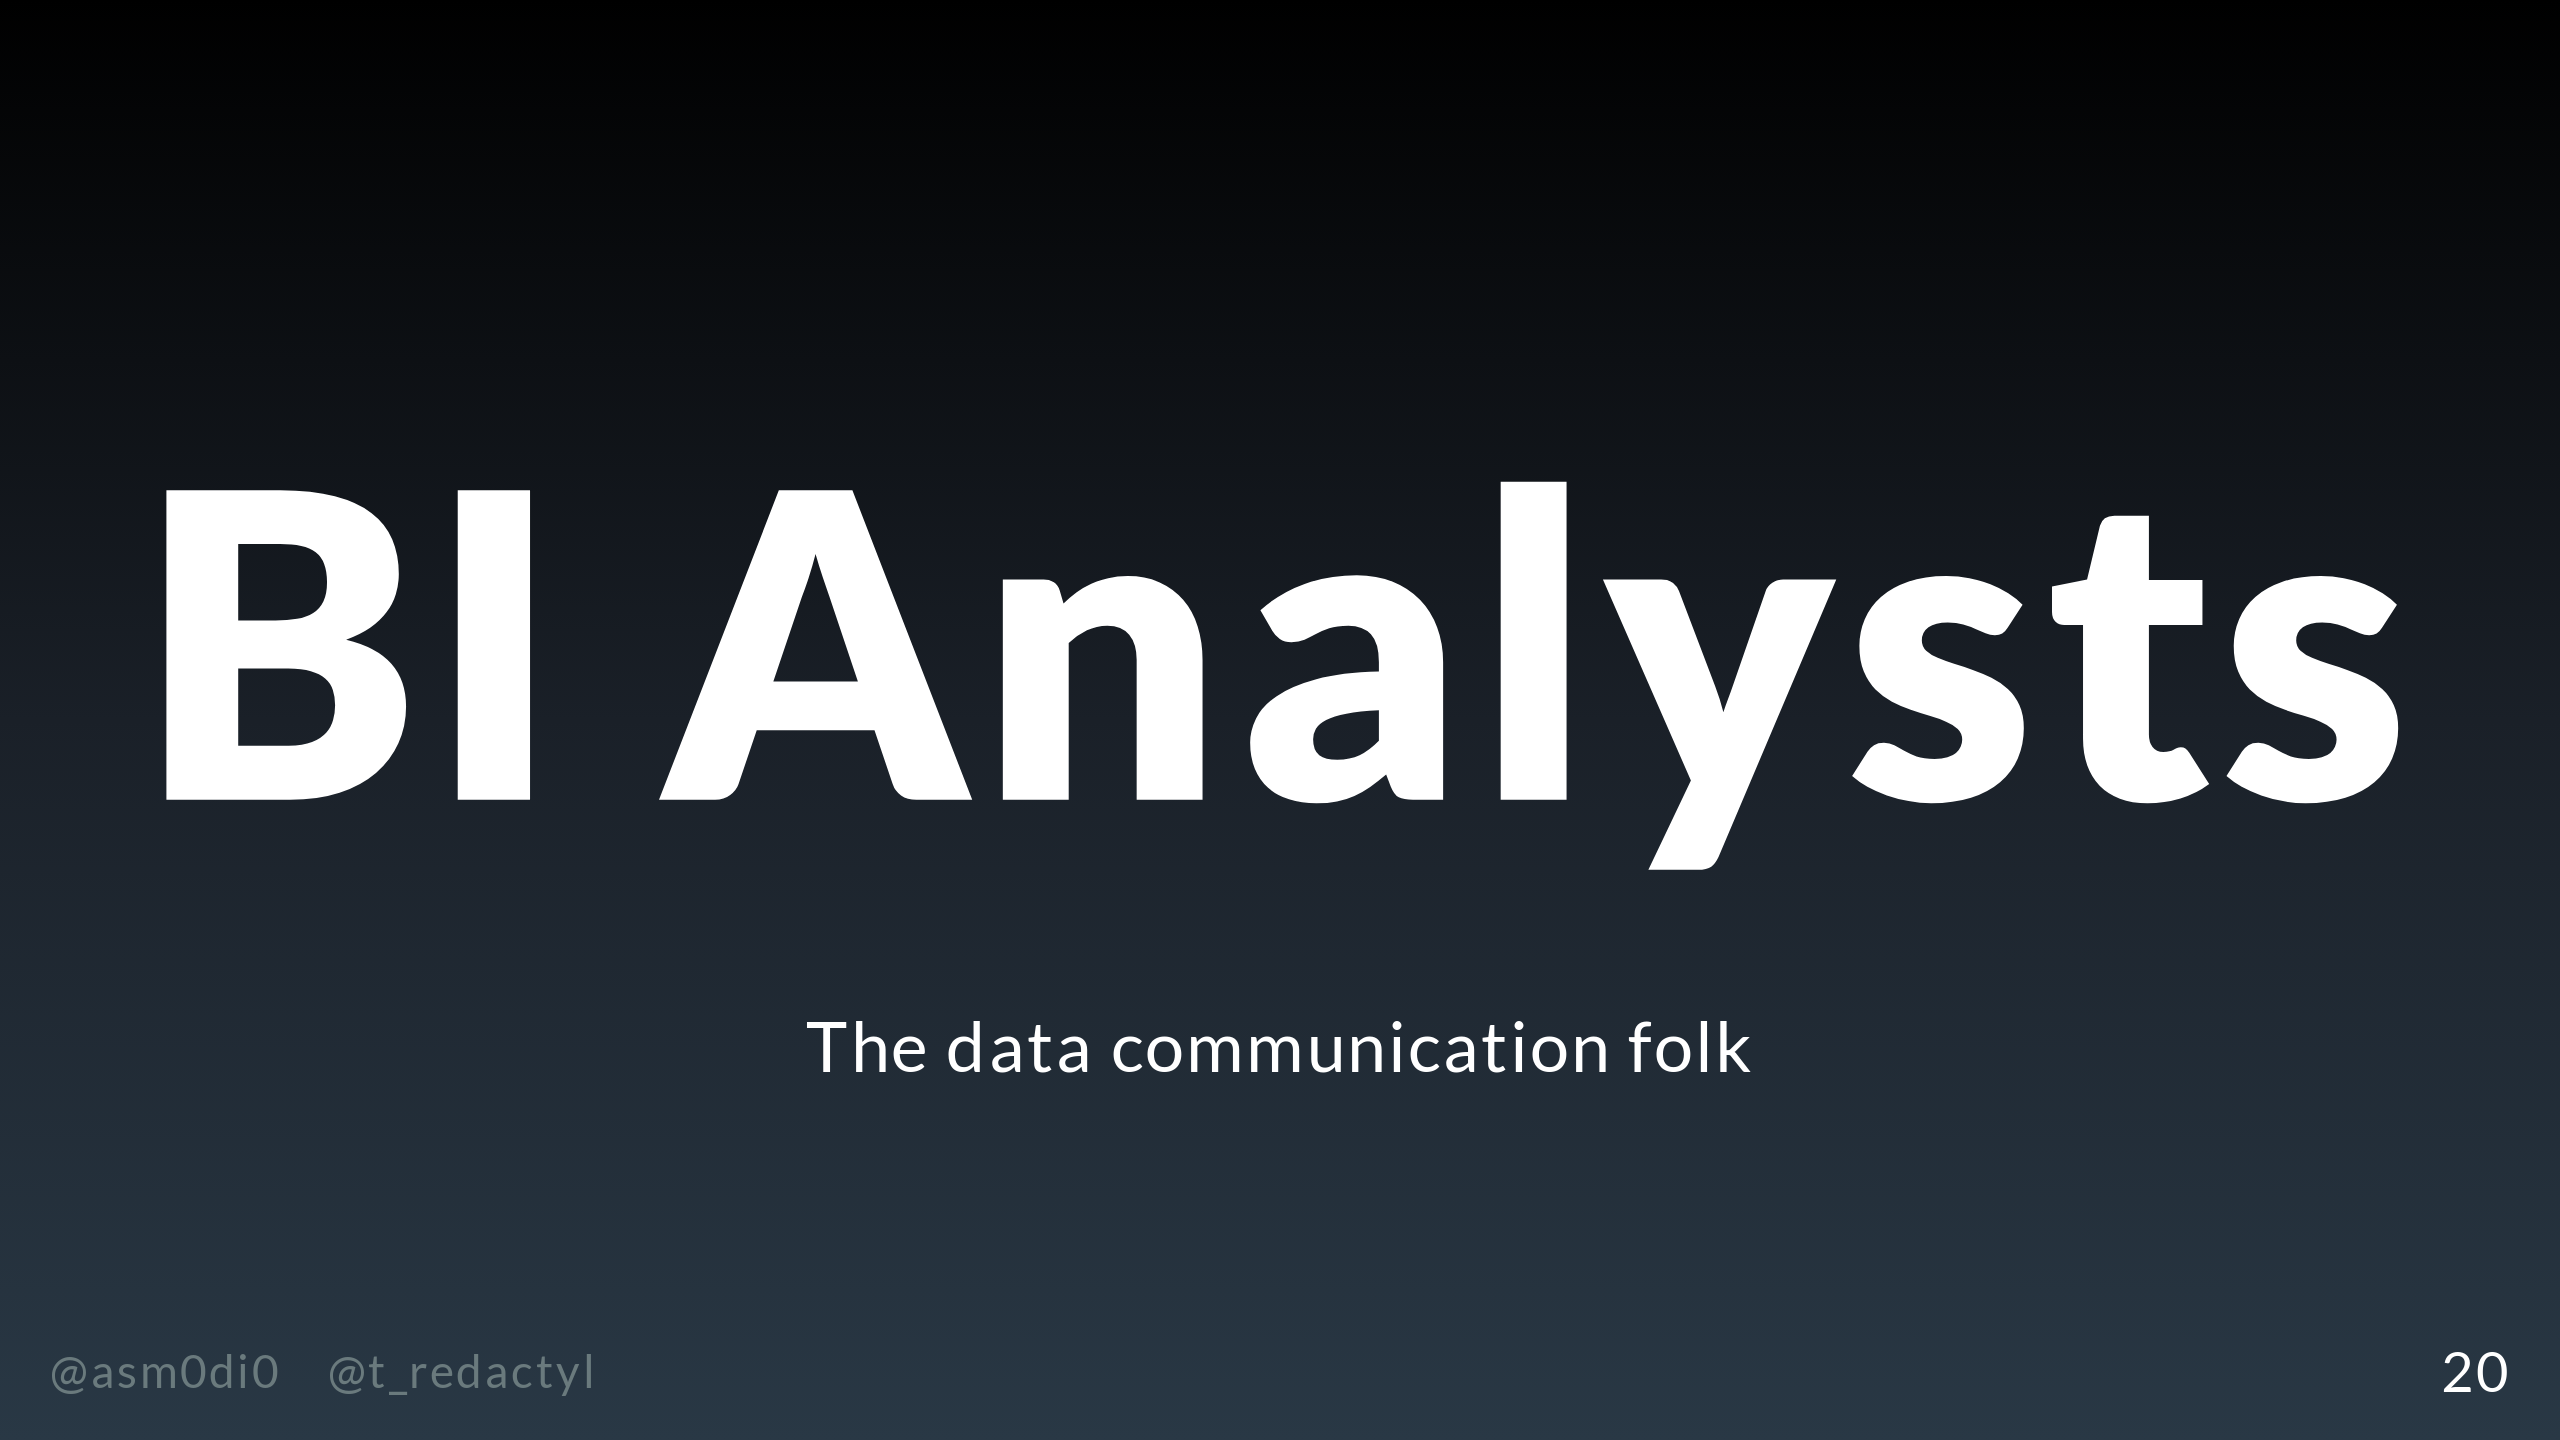 BI Analysts
The data communication folk
@asm0di0 @t_redactyl
20